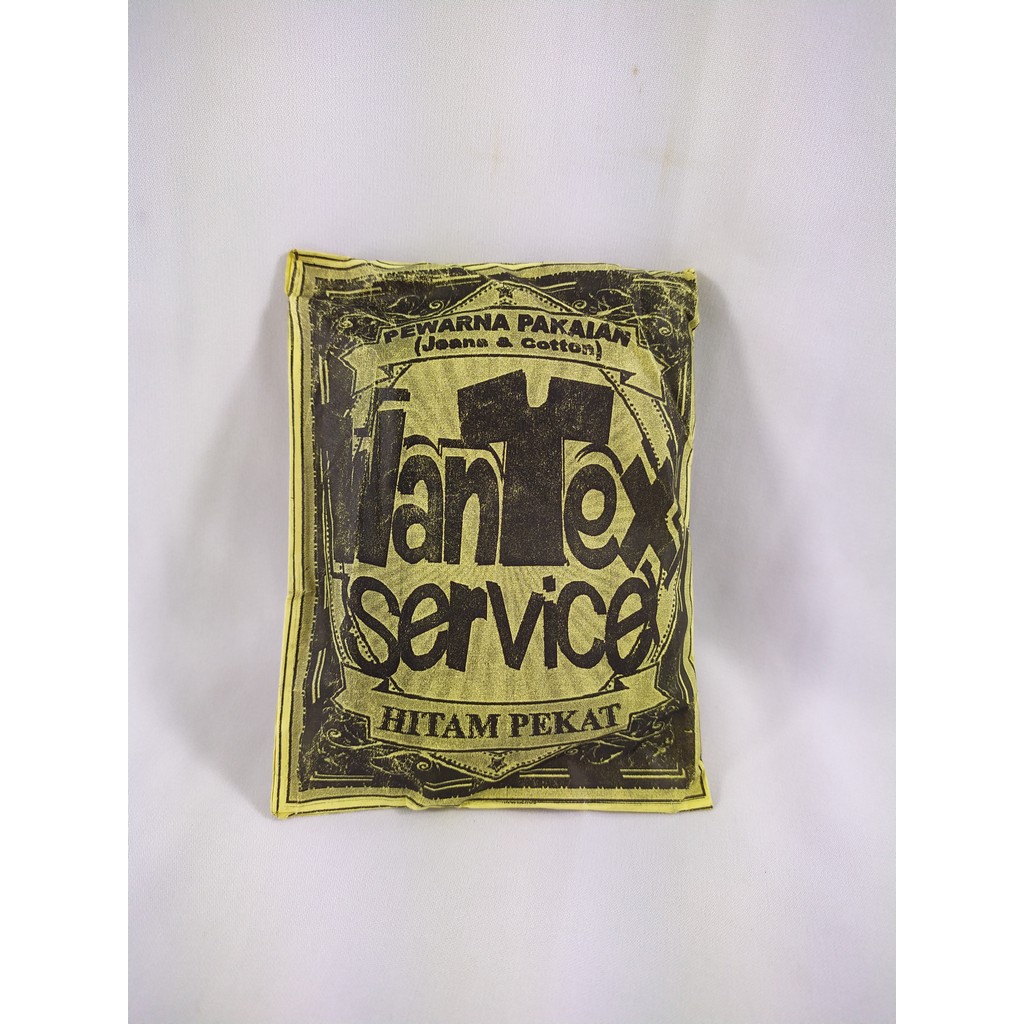 PEWARNA PAKAIAN
(Jeans & cotton)
WanTex
service
HITAM PEKAT